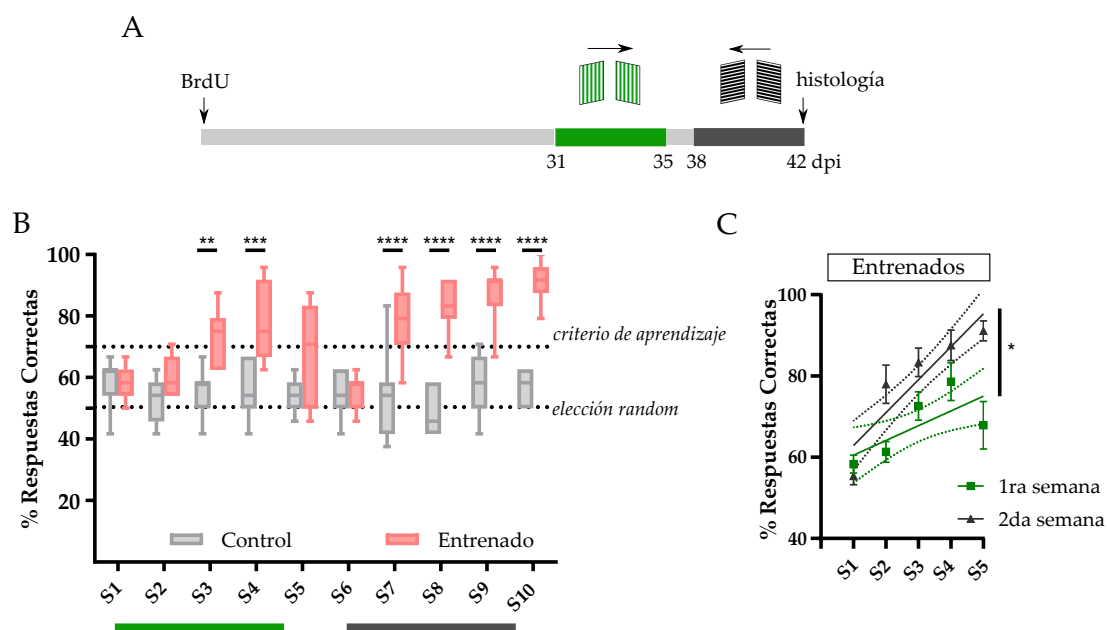 A
BrdU
histología
31
35
38
42 dpi
B
** *** **** **** **** ****
% Respuestas Correctas
100
80
60
40
20
criterio de aprendizaje
elección random
Control
Entrenado
S1 S2 S3 S4 S5 S6 S7 S8 S9 S10
C
Entrenados
% Respuestas Correctas
100
80
60
40
*
1ra semana
2da semana
S1 S2 S3 S4 S5